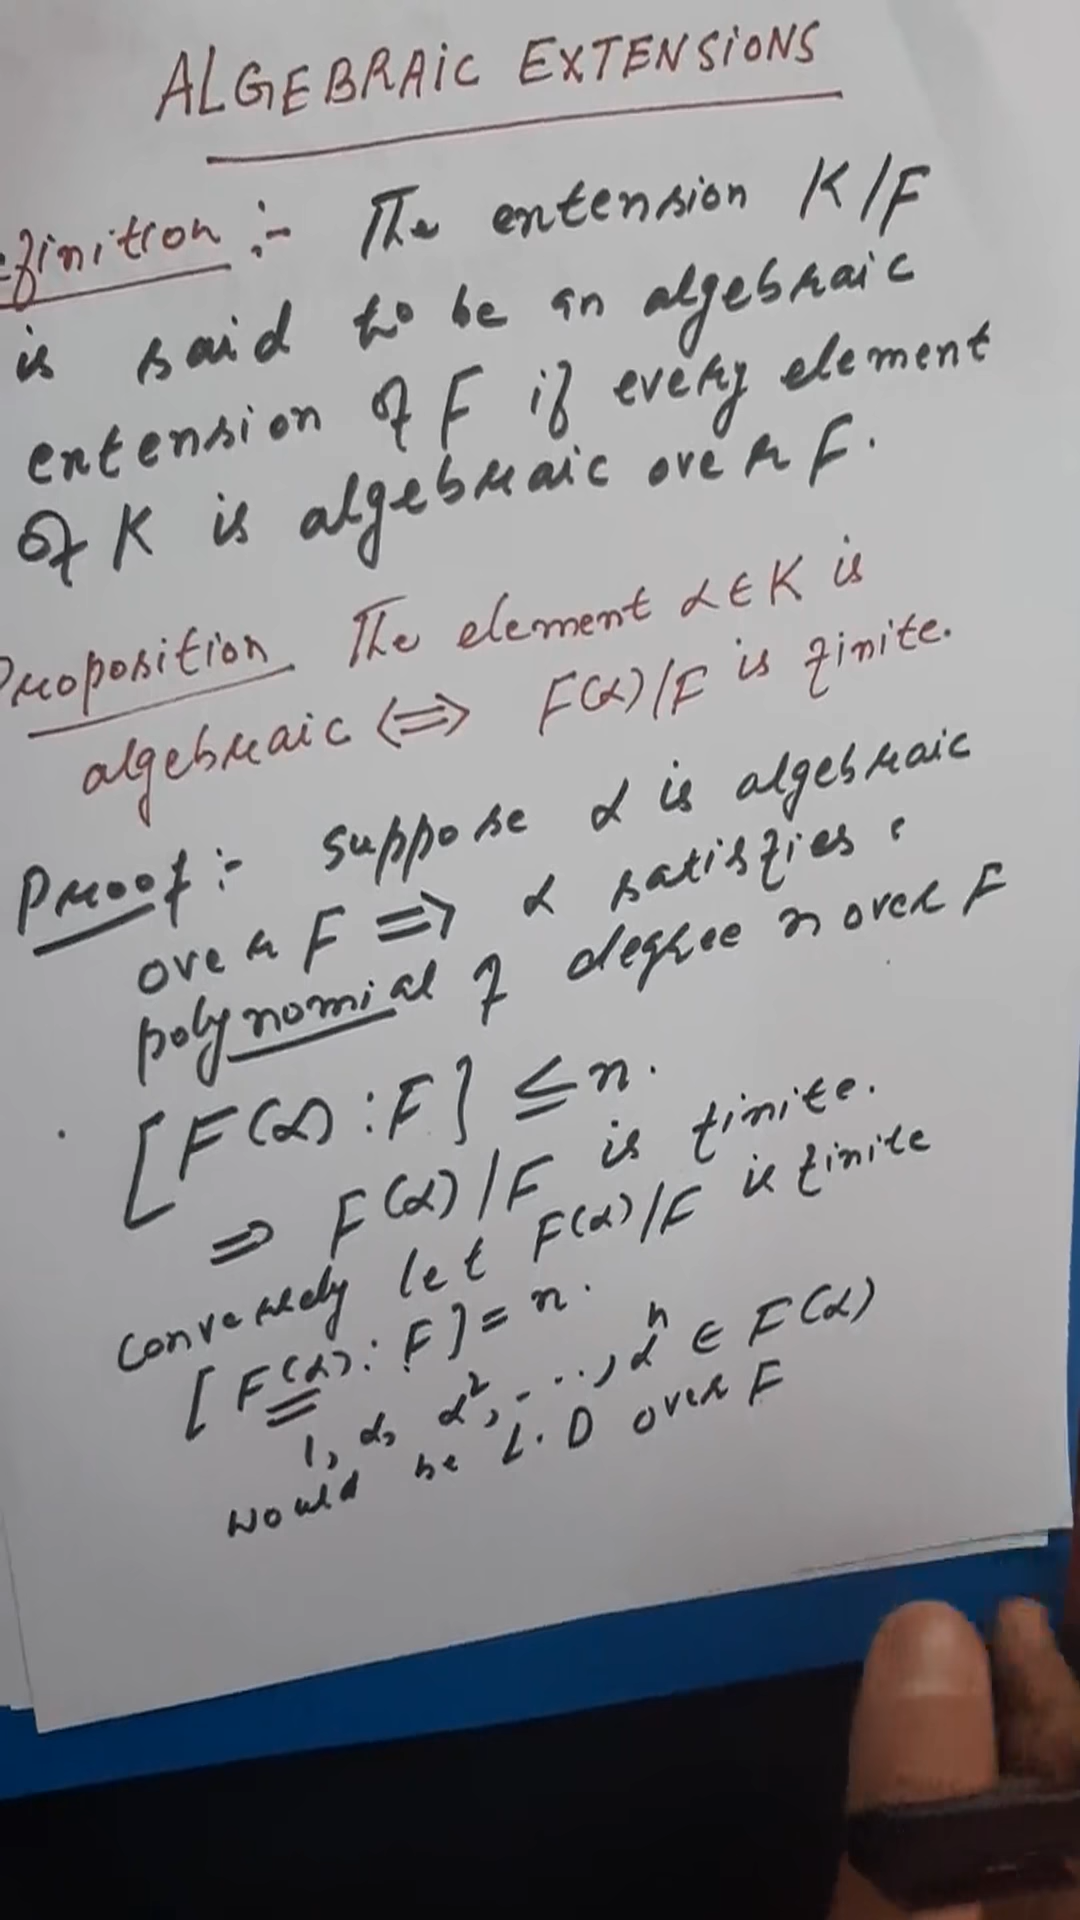 ALGEBRAIC EXTENSIONS
efinition :- The extension K/F
is said to be an algebraic
extension of F if every element
of K is algebraic over F.
Proposition The element α ∈ K is
algebraic <=> F(α)/F is finite.
Proof :- suppose α is algebraic
over F => α satisfies
polynomial of degree n over F
[F(α) : F] ≤ n.
=> F(α)/F is finite.
conversely let F(α)/F is finite
[F(α) : F] = n.
1, α, α², ..., αⁿ ∈ F(α)
would be L.D over F